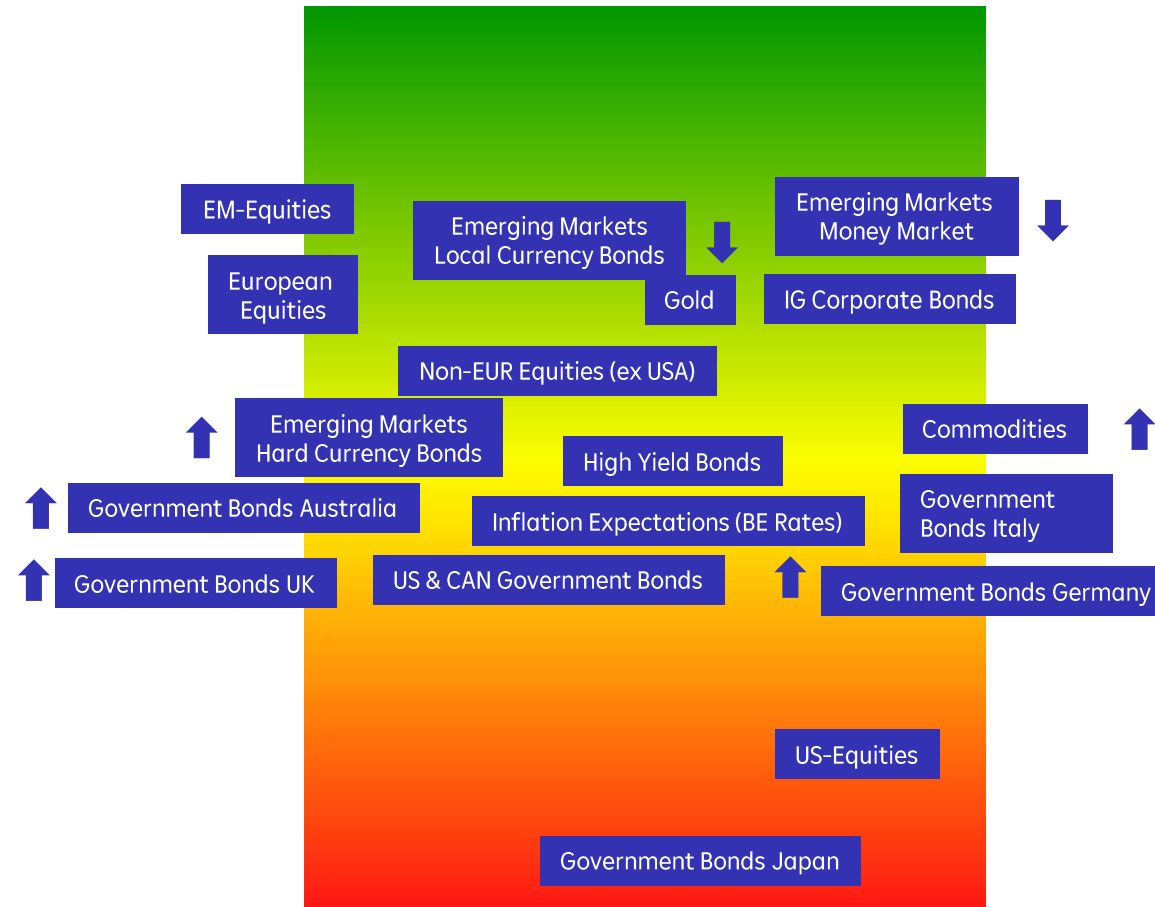 EM-Equities
Emerging Markets
Local Currency Bonds
Emerging Markets
Money Market
European
Equities
Gold
IG Corporate Bonds
Non-EUR Equities (ex USA)
Emerging Markets
Hard Currency Bonds
High Yield Bonds
Commodities
Government Bonds Australia
Inflation Expectations (BE Rates)
Government
Bonds Italy
Government Bonds UK
US & CAN Government Bonds
Government Bonds Germany
US-Equities
Government Bonds Japan